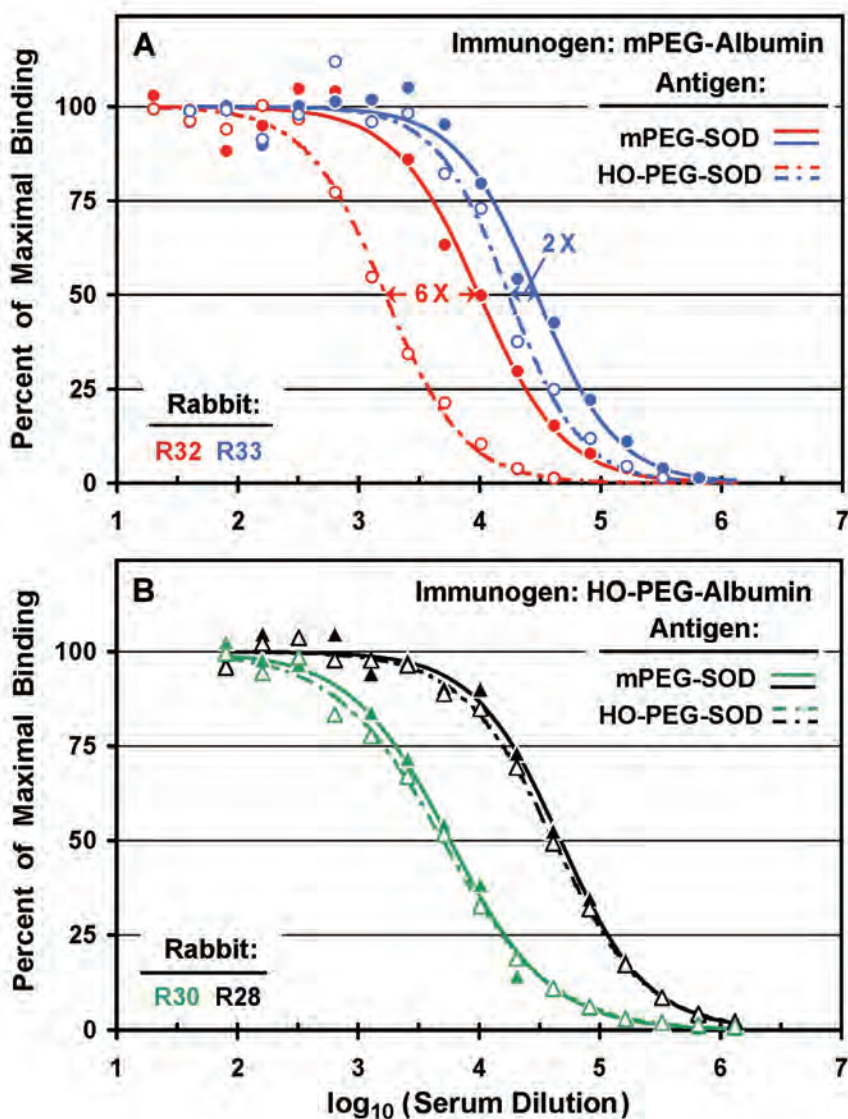 A
Immunogen: mPEG-Albumin
Antigen:
mPEG-SOD
HO-PEG-SOD
2 X
6 X
Rabbit:
R32 R33
Percent of Maximal Binding
100
75
50
25
0
1 2 3 4 5 6 7
B
Immunogen: HO-PEG-Albumin
Antigen:
mPEG-SOD
HO-PEG-SOD
Rabbit:
R30 R28
Percent of Maximal Binding
100
75
50
25
0
1 2 3 4 5 6 7
log10 (Serum Dilution)